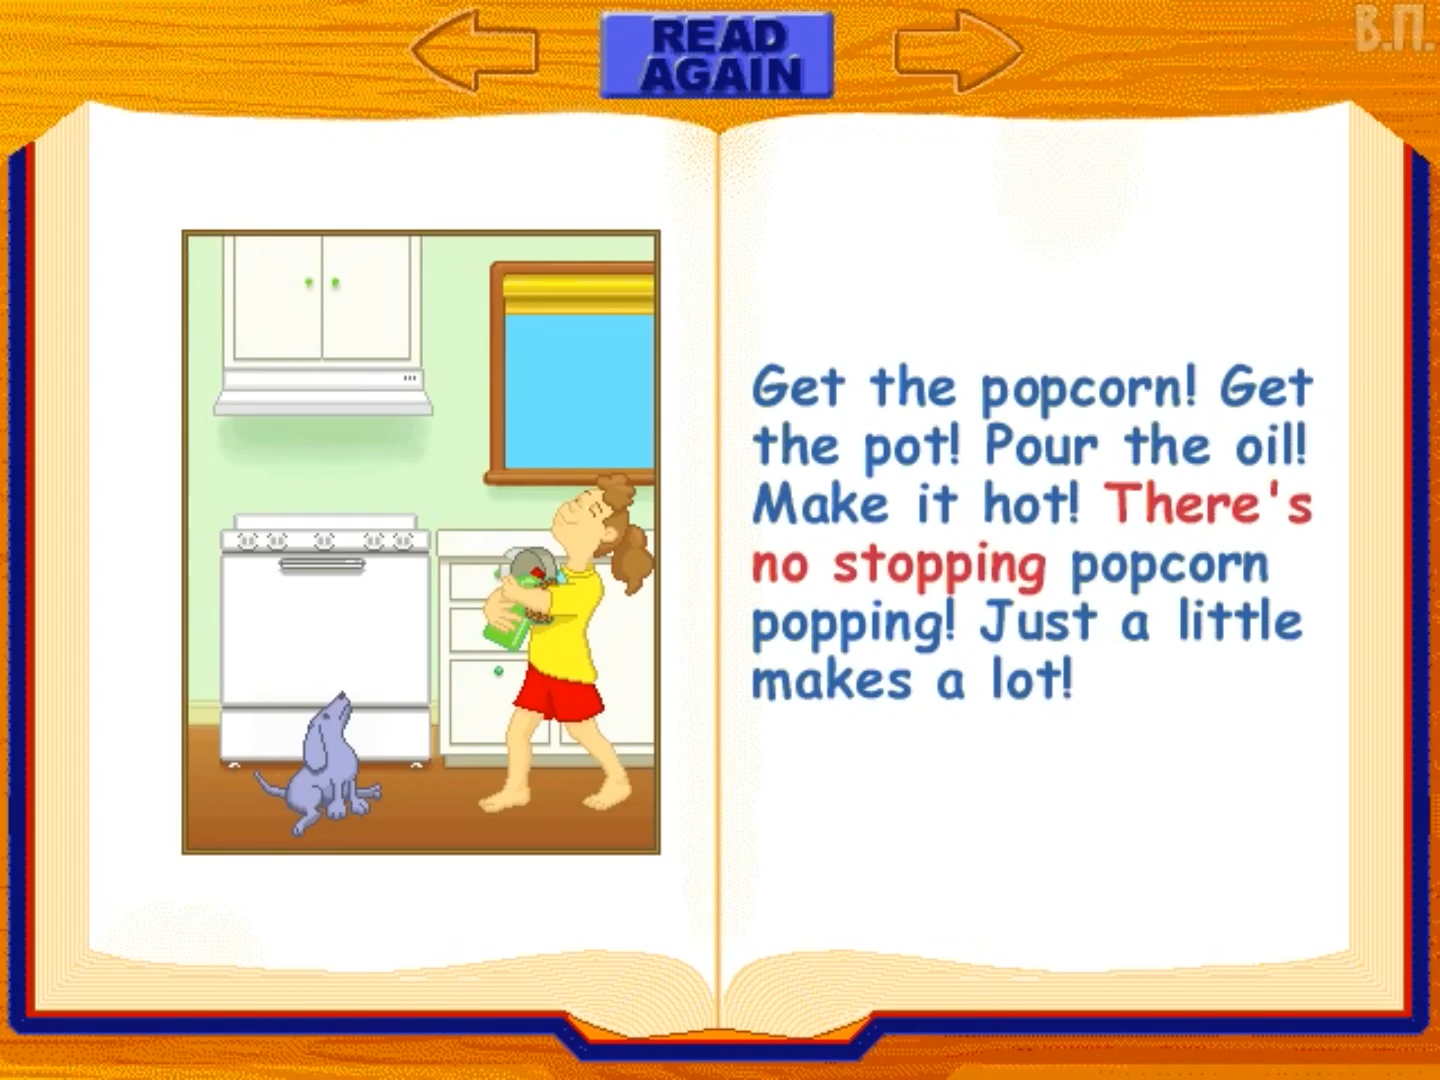 READ
AGAIN
В.П.
Get the popcorn! Get
the pot! Pour the oil!
Make it hot! There's
no stopping popcorn
popping! Just a little
makes a lot!